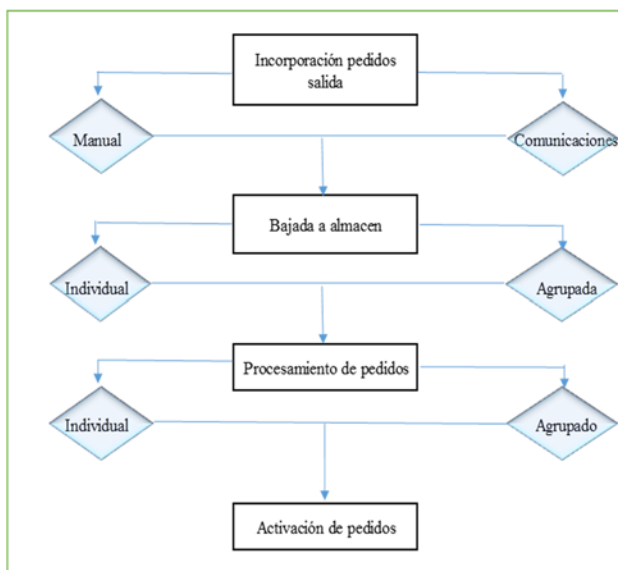 Incorporación pedidos
salida
Manual
Comunicaciones
Bajada a almacen
Individual
Agrupada
Procesamiento de pedidos
Individual
Agrupado
Activación de pedidos